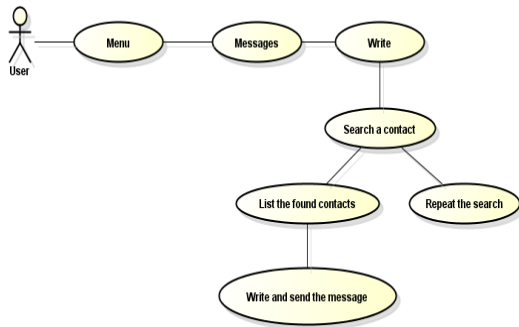 User
Menu
Messages
Write
Search a contact
List the found contacts
Repeat the search
Write and send the message